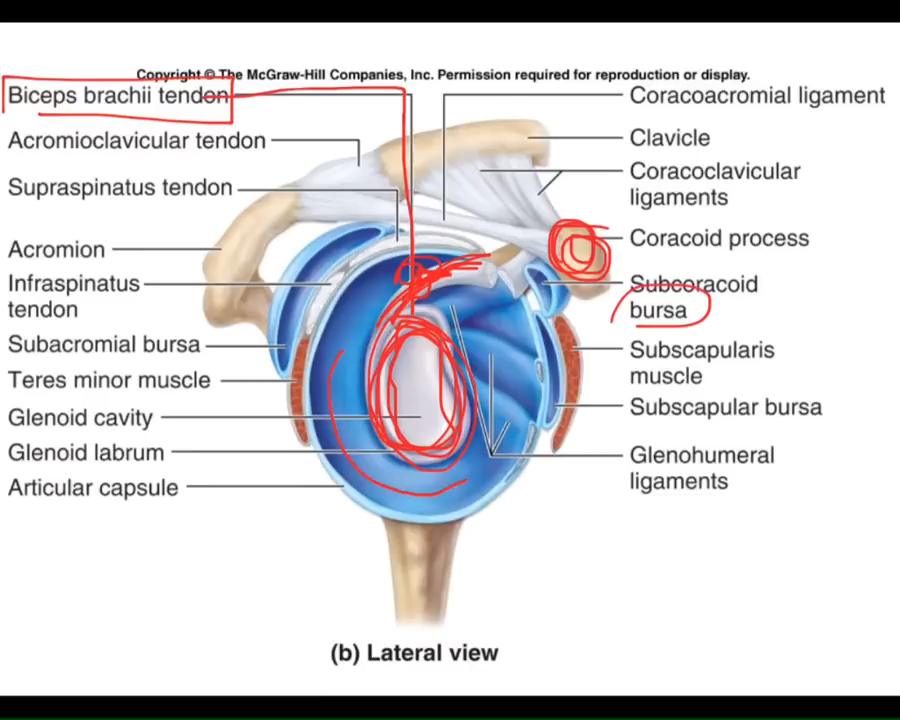 Copyright © The McGraw-Hill Companies, Inc. Permission required for reproduction or display.
Biceps brachii tendon
Acromioclavicular tendon
Supraspinatus tendon
Acromion
Infraspinatus
tendon
Subacromial bursa
Teres minor muscle
Glenoid cavity
Glenoid labrum
Articular capsule
Coracoacromial ligament
Clavicle
Coracoclavicular
ligaments
Coracoid process
Subcoracoid
bursa
Subscapularis
muscle
Subscapular bursa
Glenohumeral
ligaments
(b) Lateral view